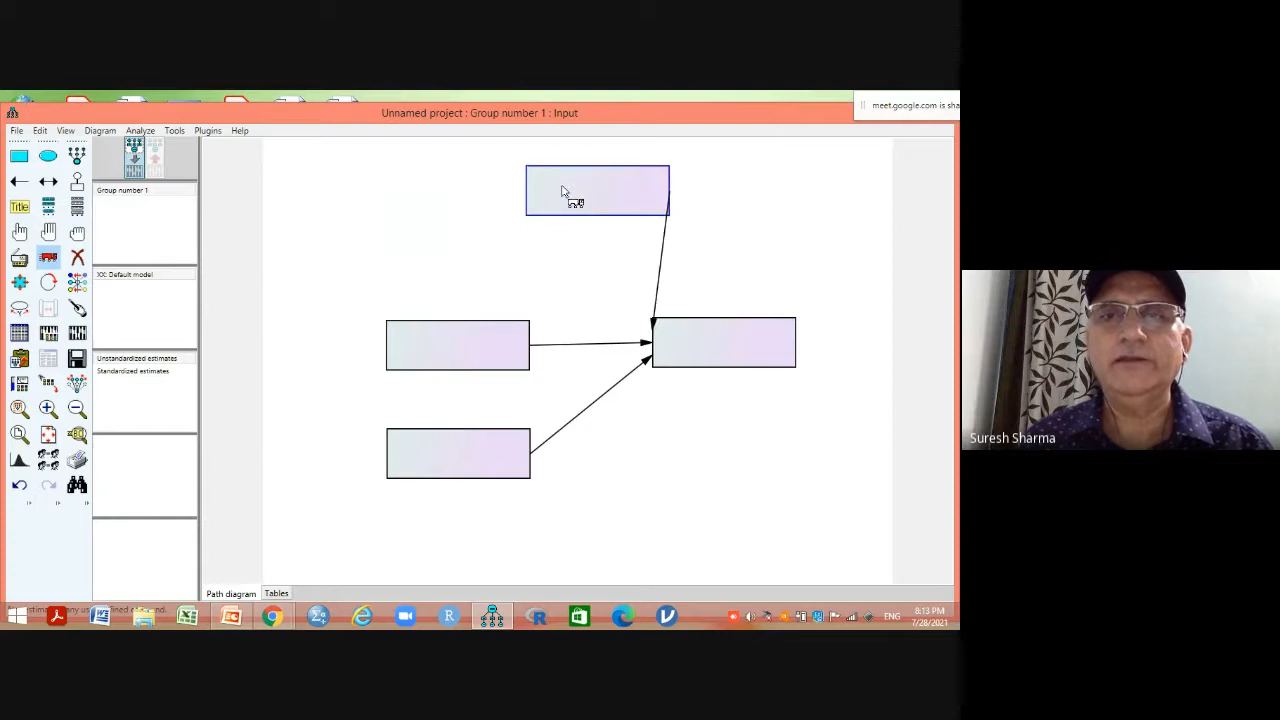 Unnamed project : Group number 1 : Input
meet.google.com is sha
File Edit View Diagram Analyze Tools Plugins Help
Title
Group number 1
XX: Default model
Unstandardized estimates
Standardized estimates
Path diagram Tables
ENG
8:13 PM
7/28/2021
Suresh Sharma